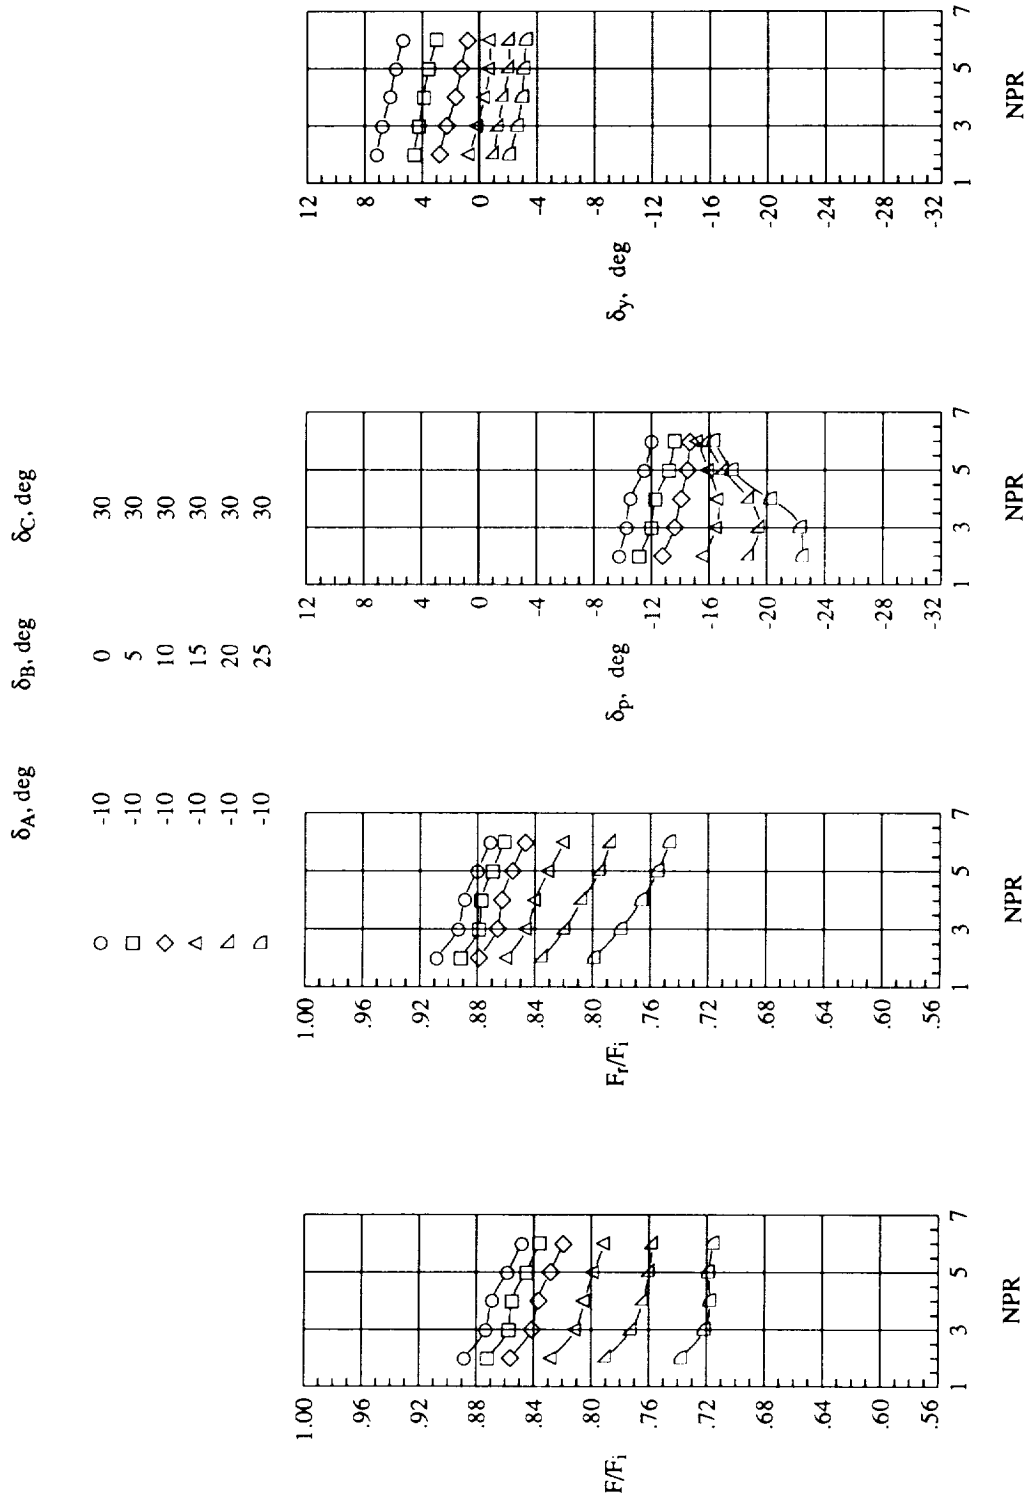 δA, deg δB, deg δC, deg
-10 0 30
-10 5 30
-10 10 30
-10 15 30
-10 20 30
-10 25 30
F/Fi
1.00
.96
.92
.88
.84
.80
.76
.72
.68
.64
.60
.56
1 3 5 7
NPR
Fr/Fi
1.00
.96
.92
.88
.84
.80
.76
.72
.68
.64
.60
.56
1 3 5 7
NPR
δp, deg
12
8
4
0
-4
-8
-12
-16
-20
-24
-28
-32
1 3 5 7
NPR
δy, deg
12
8
4
0
-4
-8
-12
-16
-20
-24
-28
-32
1 3 5 7
NPR